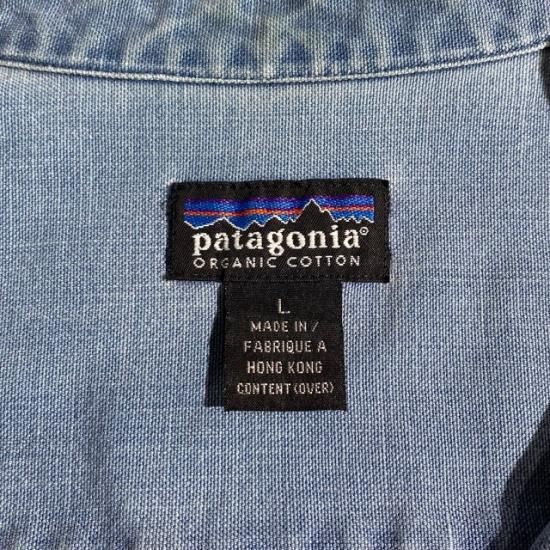 patagonia®
ORGANIC COTTON
L
MADE IN /
FABRIQUE A
HONG KONG
CONTENT (OVER)